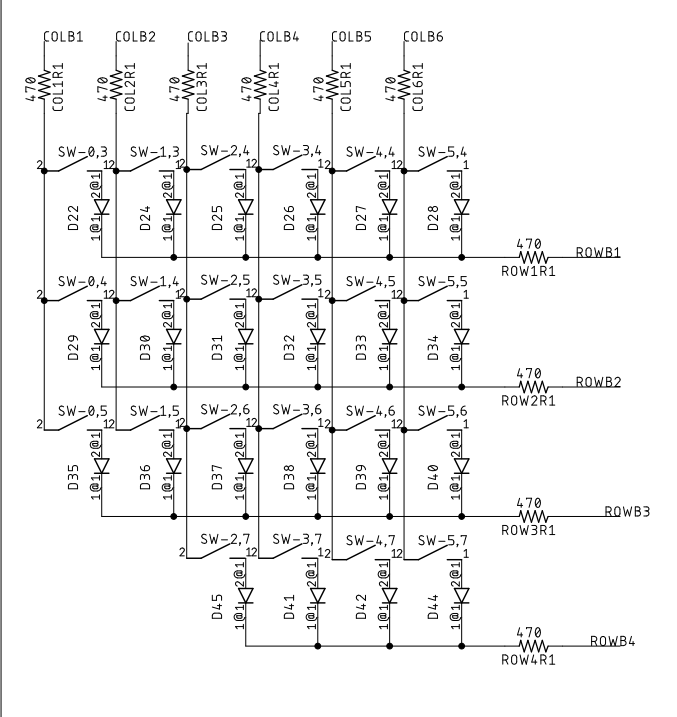 COLB1 COLB2 COLB3 COLB4 COLB5 COLB6
470 COL1R1 470 COL2R1 470 COL3R1 470 COL4R1 470 COL5R1 470 COL6R1
SW-0,3 SW-1,3 SW-2,4 SW-3,4 SW-4,4 SW-5,4
2 12 12 12 12 12 1
1@1 2@1 1@1 2@1 1@1 2@1 1@1 2@1 1@1 2@1 1@1 2@1
D22 D24 D25 D26 D27 D28
470 ROWB1
ROW1R1
SW-0,4 SW-1,4 SW-2,5 SW-3,5 SW-4,5 SW-5,5
2 12 12 12 12 12 1
1@1 2@1 1@1 2@1 1@1 2@1 1@1 2@1 1@1 2@1 1@1 2@1
D29 D30 D31 D32 D33 D34
470 ROWB2
ROW2R1
SW-0,5 SW-1,5 SW-2,6 SW-3,6 SW-4,6 SW-5,6
2 12 12 12 12 12 1
1@1 2@1 1@1 2@1 1@1 2@1 1@1 2@1 1@1 2@1 1@1 2@1
D35 D36 D37 D38 D39 D40
470 ROWB3
ROW3R1
SW-2,7 SW-3,7 SW-4,7 SW-5,7
2 12 12 12 1
1@1 2@1 1@1 2@1 1@1 2@1 1@1 2@1
D45 D41 D42 D44
470 ROWB4
ROW4R1